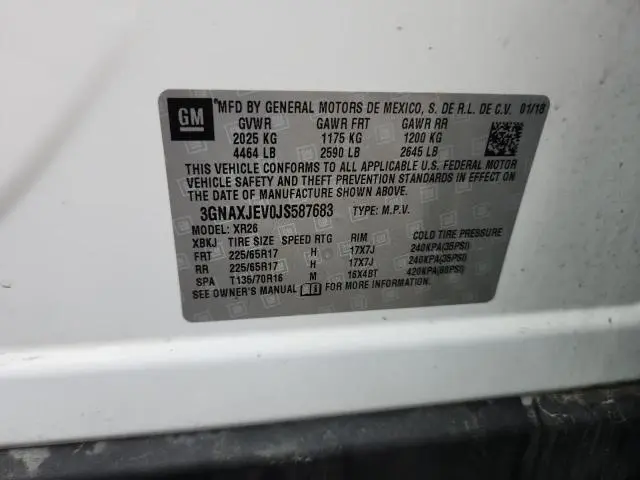 GM
MFD BY GENERAL MOTORS DE MEXICO, S. DE R.L. DE C.V. 01/18
GVWR GAWR FRT GAWR RR
2025 KG 1175 KG 1200 KG
4464 LB 2590 LB 2645 LB
THIS VEHICLE CONFORMS TO ALL APPLICABLE U.S. FEDERAL MOTOR
VEHICLE SAFETY AND THEFT PREVENTION STANDARDS IN EFFECT ON THE
DATE OF MANUFACTURE SHOWN ABOVE.
3GNAXJEV0JS587683 TYPE: M.P.V.
MODEL: XR26
XBKJ TIRE SIZE SPEED RTG RIM COLD TIRE PRESSURE
FRT 225/65R17 H 17X7J 240KPA(35PSI)
RR 225/65R17 H 17X7J 240KPA(35PSI)
SPA T135/70R16 M 16X4BT 420KPA(60PSI)
SEE OWNER'S MANUAL FOR MORE INFORMATION.